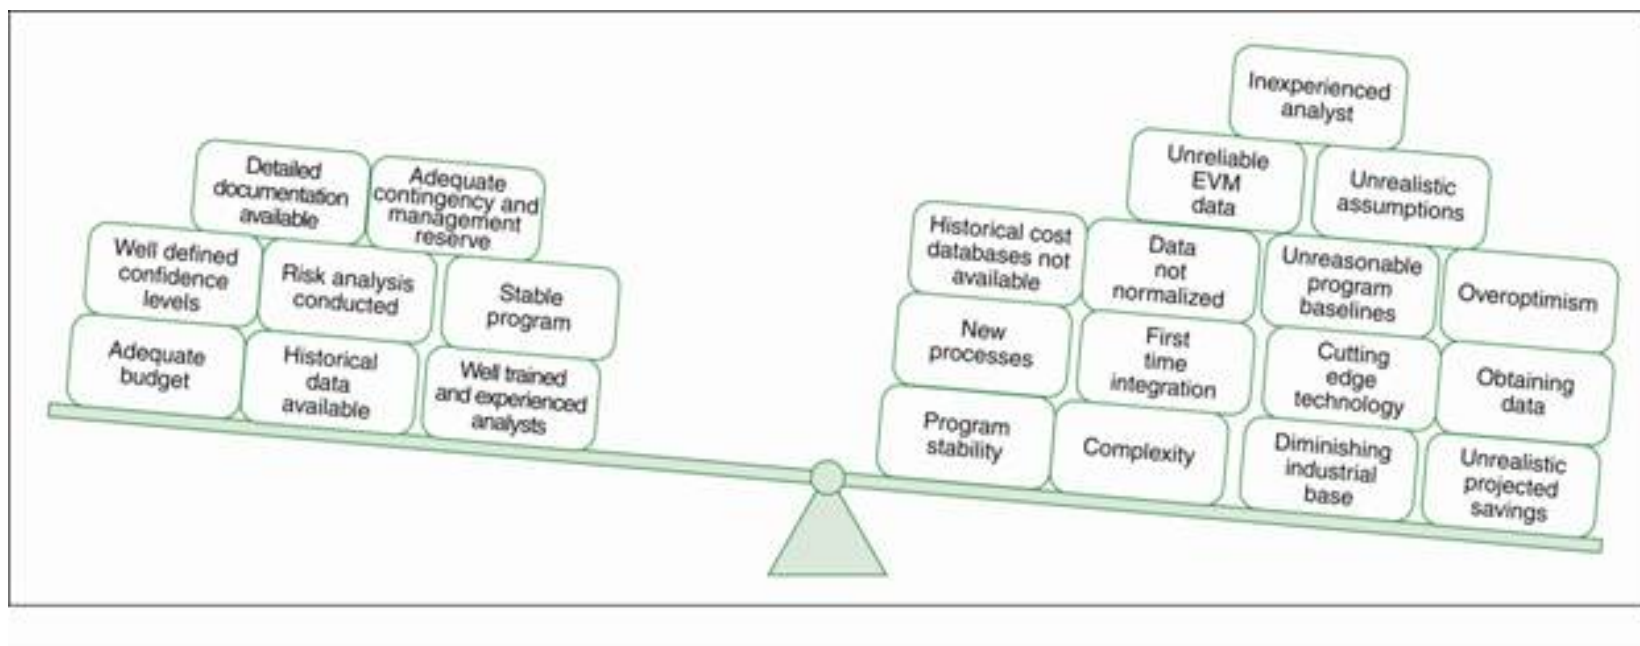 Detailed
documentation
available
Adequate
contingency and
management
reserve
Well defined
confidence
levels
Risk analysis
conducted
Stable
program
Adequate
budget
Historical
data
available
Well trained
and experienced
analysts
Inexperienced
analyst
Unreliable
EVM
data
Unrealistic
assumptions
Historical cost
databases not
available
Data
not
normalized
Unreasonable
program
baselines
Overoptimism
New
processes
First
time
integration
Cutting
edge
technology
Obtaining
data
Program
stability
Complexity
Diminishing
industrial
base
Unrealistic
projected
savings